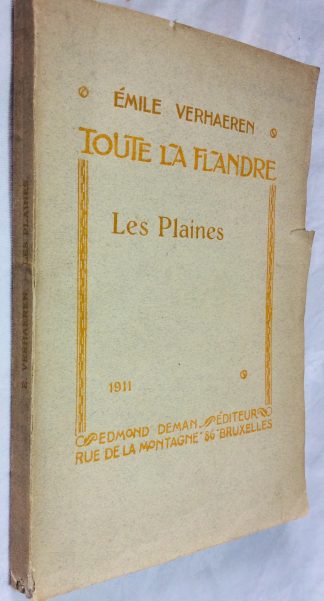 ÉMILE VERHAEREN
TOUTE LA FLANDRE
Les Plaines
1911
EDMOND DEMAN ÉDITEUR
RUE DE LA MONTAGNE "86" BRUXELLES
E. VERHAEREN LES PLAINES